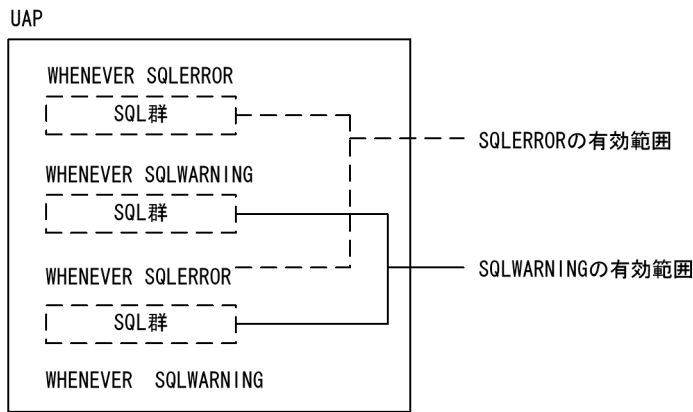 UAP
WHENEVER SQLERROR
SQL群
SQLERRORの有効範囲
WHENEVER SQLWARNING
SQL群
WHENEVER SQLERROR
SQLWARNINGの有効範囲
SQL群
WHENEVER SQLWARNING